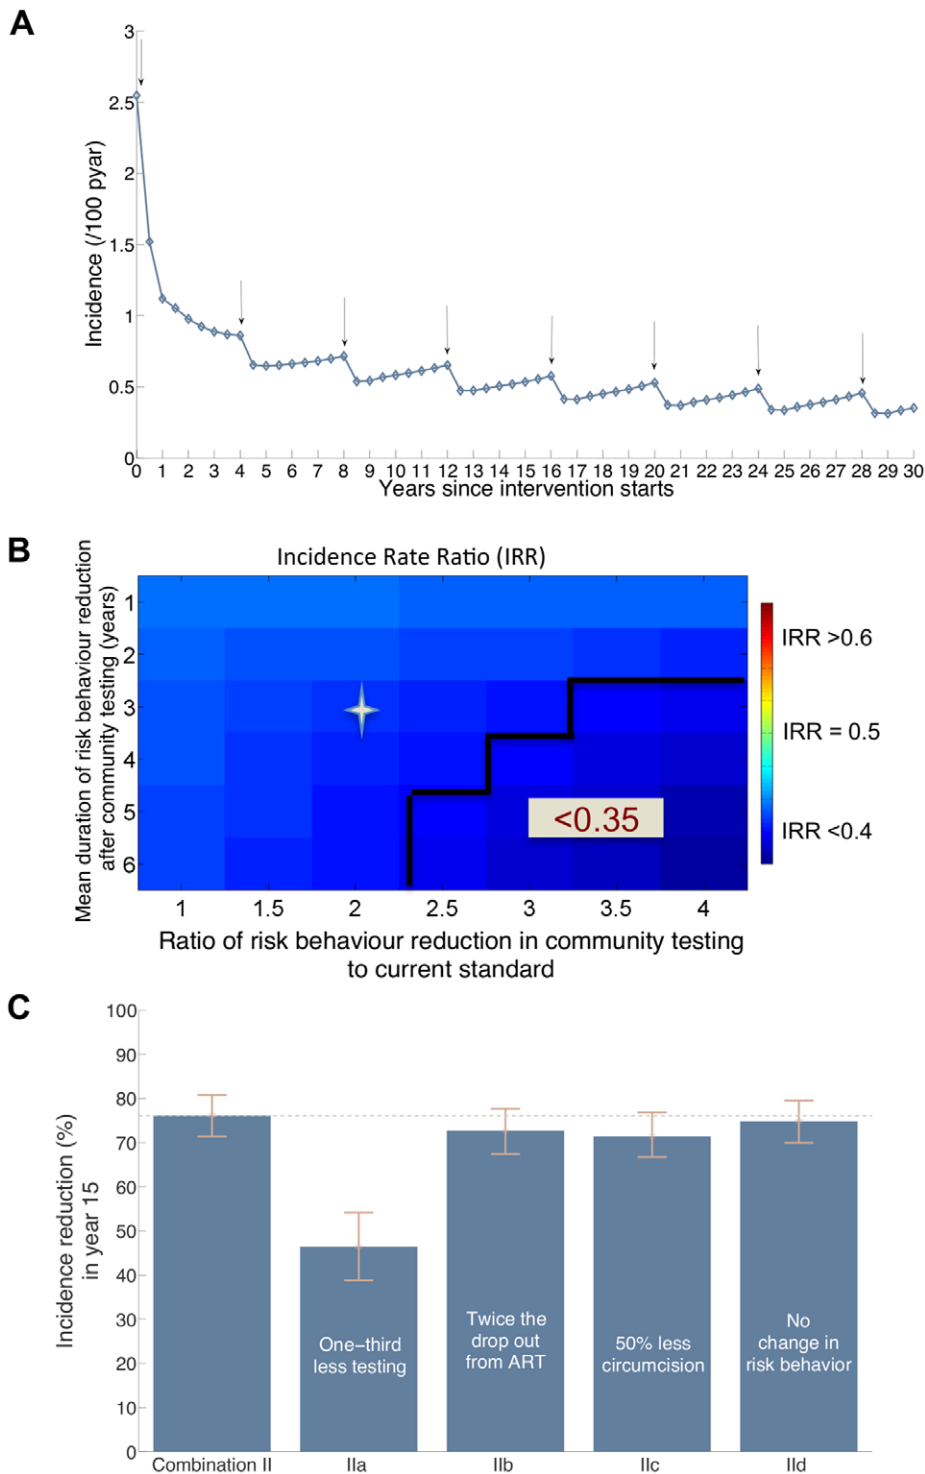 A
3
2.5
2
1.5
1
0.5
0
Incidence (/100 pyar)
0 1 2 3 4 5 6 7 8 9 10 11 12 13 14 15 16 17 18 19 20 21 22 23 24 25 26 27 28 29 30
Years since intervention starts
B
Incidence Rate Ratio (IRR)
Mean duration of risk behaviour reduction
after community testing (years)
1
2
3
4
5
6
<0.35
IRR >0.6
IRR = 0.5
IRR <0.4
1 1.5 2 2.5 3 3.5 4
Ratio of risk behaviour reduction in community testing
to current standard
C
Incidence reduction (%)
in year 15
100
90
80
70
60
50
40
30
20
10
0
One–third
less testing
Twice the
drop out
from ART
50% less
circumcision
No
change in
risk behavior
Combination II IIa IIb IIc IId